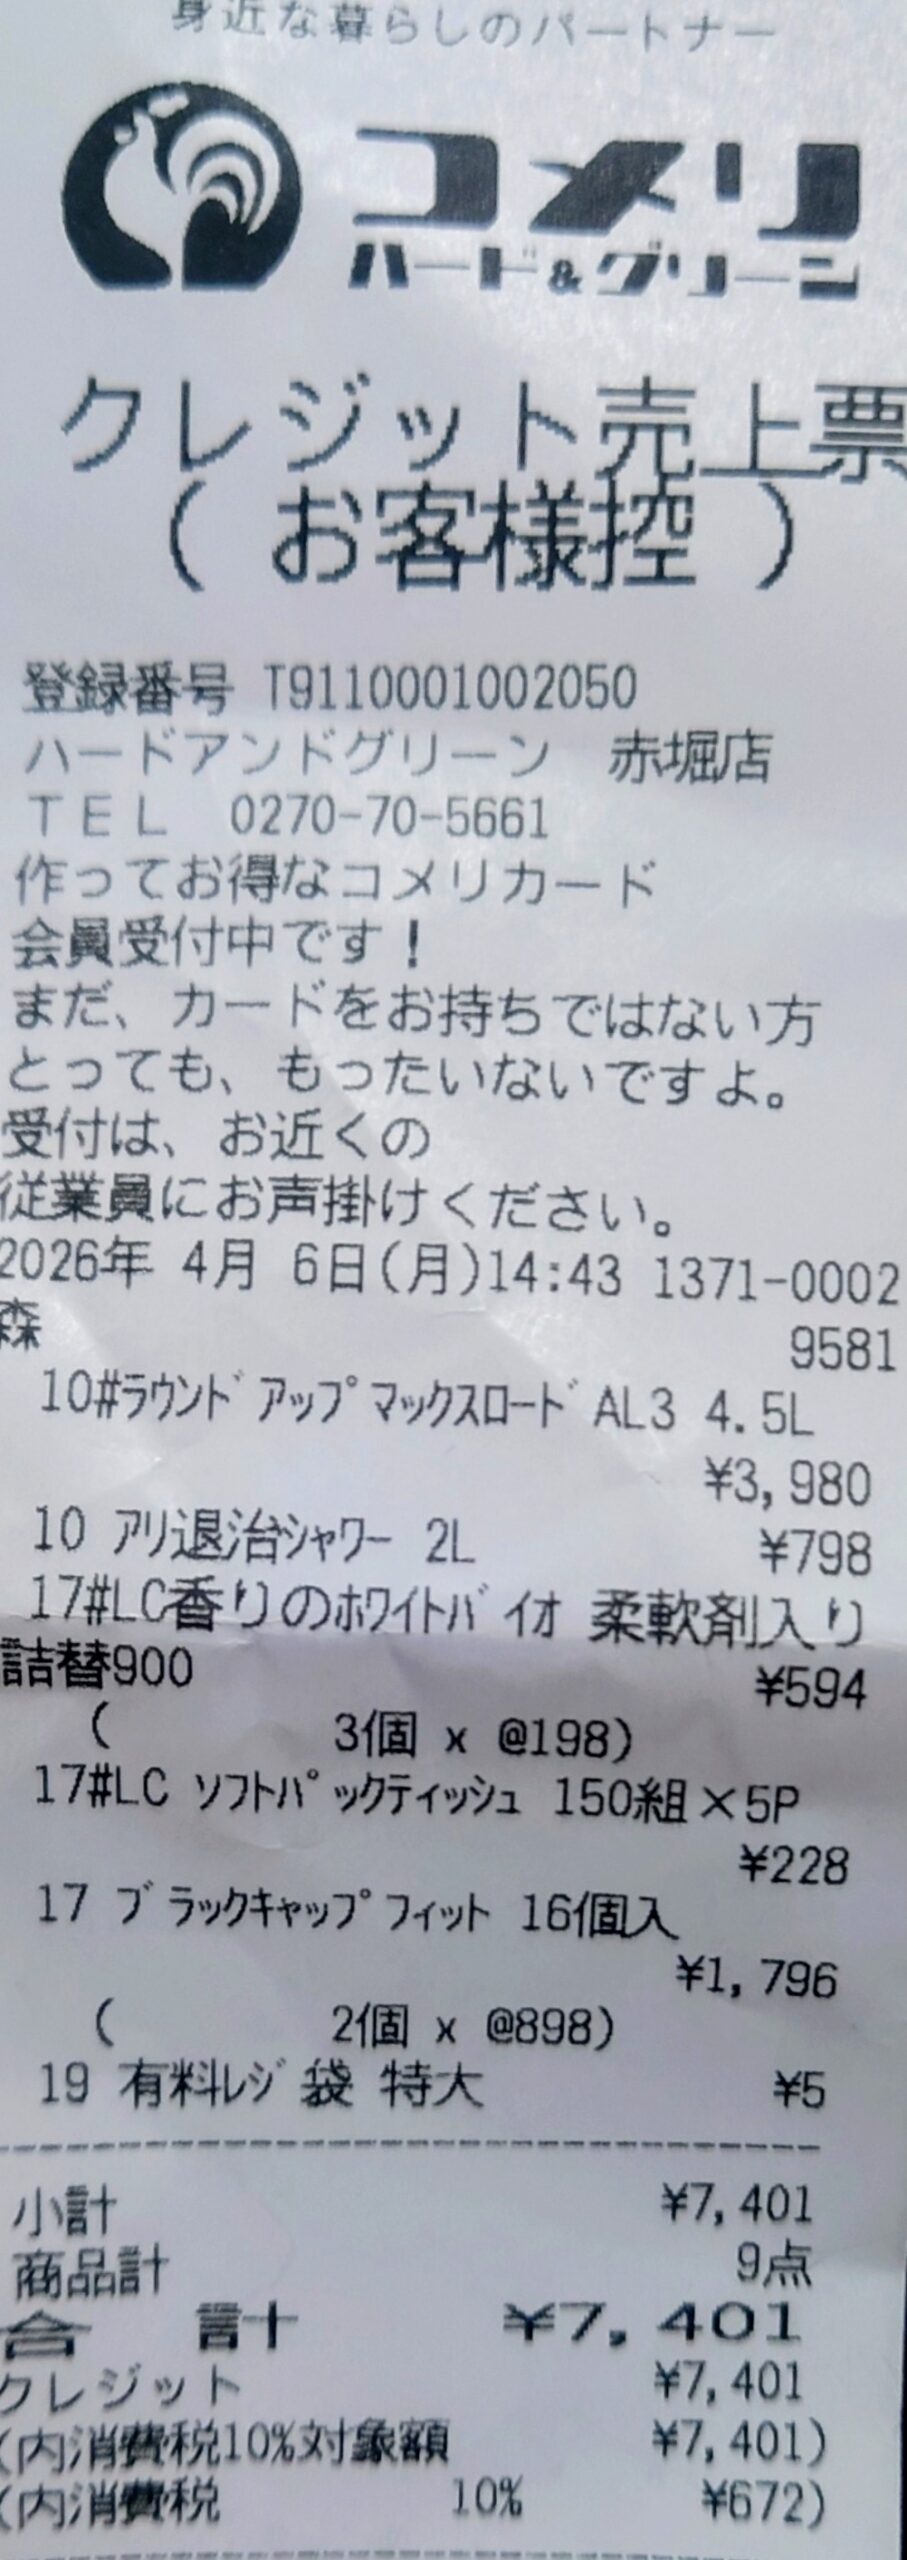 身近な暮らしのパートナー
コメリ
ハード&グリーン
クレジット売上票
(お客様控)
登録番号 T9110001002050
ハードアンドグリーン 赤堀店
TEL 0270-70-5661
作ってお得なコメリカード
会員受付中です!
まだ、カードをお持ちではない方
とっても、もったいないですよ。
受付は、お近くの
従業員にお声掛けください。
2026年 4月 6日(月)14:43 1371-0002
森 9581
10#ラウンドアップマックスロードAL3 4.5L
¥3,980
10 アリ退治シャワー 2L ¥798
17#LC香りのホワイトバイオ 柔軟剤入り
詰替900 ¥594
( 3個 x @198)
17#LC ソフトパックティッシュ 150組×5P
¥228
17 ブラックキャップフィット 16個入
¥1,796
( 2個 x @898)
19 有料レジ袋 特大 ¥5
小計 ¥7,401
商品計 9点
合計 ¥7,401
クレジット ¥7,401
(内消費税10%対象額 ¥7,401)
(内消費税 10% ¥672)